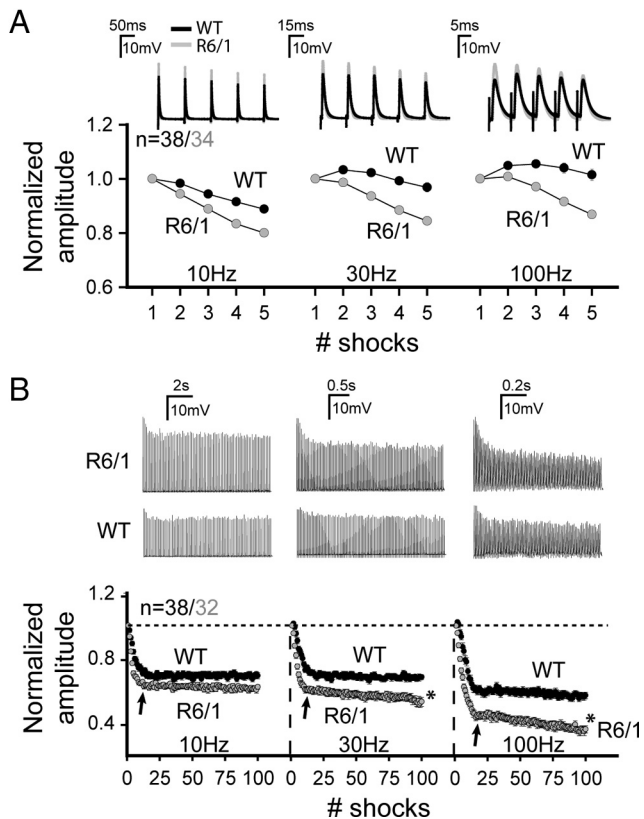 A
50ms
10mV
WT
R6/1
15ms
10mV
5ms
10mV
Normalized
amplitude
1.2
1.0
0.8
0.6
n=38/34
WT
R6/1
10Hz
WT
R6/1
30Hz
WT
R6/1
100Hz
1 2 3 4 5 1 2 3 4 5 1 2 3 4 5
# shocks
B
2s
10mV
0.5s
10mV
0.2s
10mV
R6/1
WT
Normalized
amplitude
1.2
0.8
0.4
n=38/32
WT
R6/1
10Hz
WT
R6/1
*
30Hz
WT
* R6/1
100Hz
0 25 50 75 100 0 25 50 75 100 0 25 50 75 100
# shocks